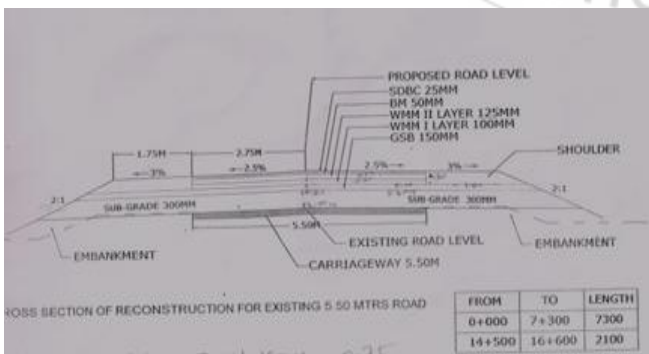 PROPOSED ROAD LEVEL
SDBC 25MM
BM 50MM
WMM II LAYER 125MM
WMM I LAYER 100MM
GSB 150MM
SHOULDER
1.75M 2.75M
3% 2.5% 2.5% 3%
2:1 2:1
SUB-GRADE 300MM SUB-GRADE 300MM
5.50M
EXISTING ROAD LEVEL
EMBANKMENT EMBANKMENT
CARRIAGEWAY 5.50M
ROSS SECTION OF RECONSTRUCTION FOR EXISTING 5.50 MTRS ROAD
FROM TO LENGTH
0+000 7+300 7300
14+500 16+600 2100